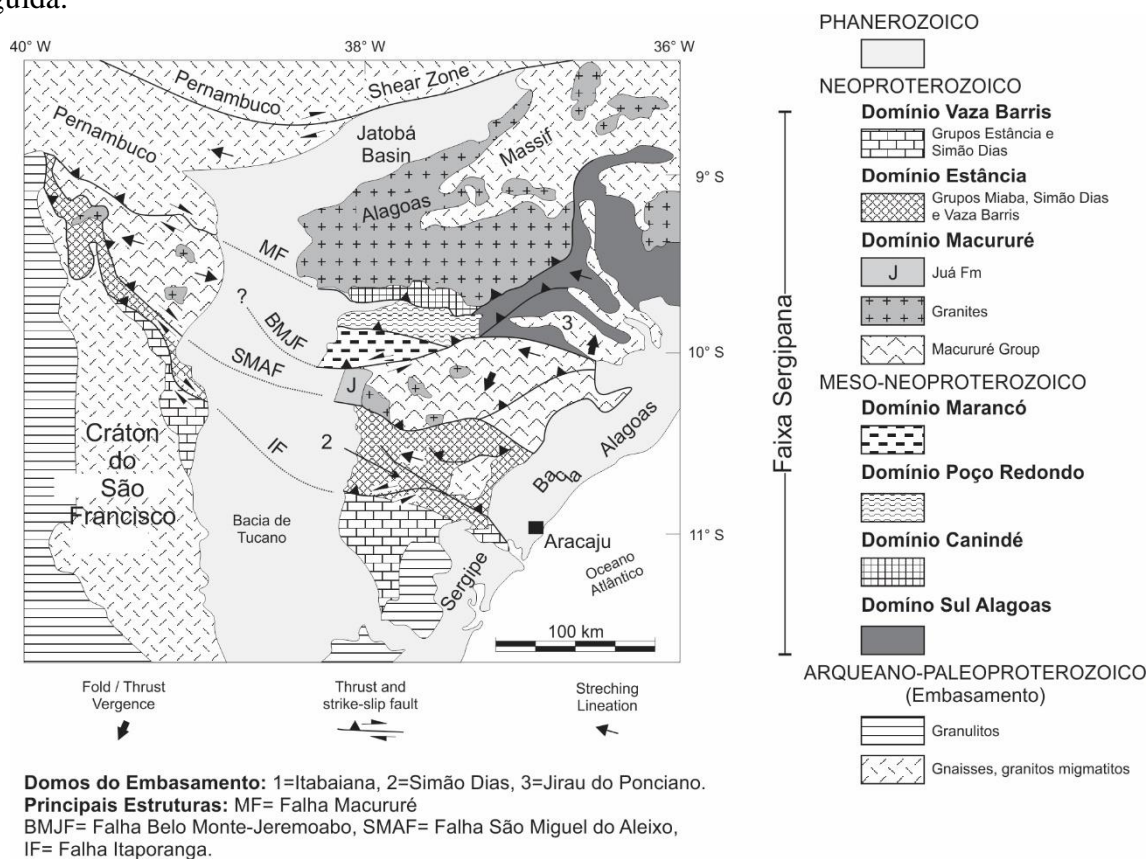 guida.
40° W
38° W
36° W
Pernambuco
Shear Zone
Pernambuco
Jatobá
Basin
Massif
Alagoas
9° S
MF
?
BMJF
3
10° S
SMAF
J
Cráton
do
São
Francisco
IF
2
Alagoas
Bacia
Bacia de
Tucano
Aracaju
11° S
Sergipe
Oceano
Atlântico
100 km
Fold / Thrust
Vergence
Thrust and
strike-slip fault
Streching
Lineation
Domos do Embasamento: 1=Itabaiana, 2=Simão Dias, 3=Jirau do Ponciano.
Principais Estruturas: MF= Falha Macururé
BMJF= Falha Belo Monte-Jeremoabo, SMAF= Falha São Miguel do Aleixo,
IF= Falha Itaporanga.
PHANEROZOICO
NEOPROTEROZOICO
Faixa Sergipana
Domínio Vaza Barris
Grupos Estância e
Simão Dias
Domínio Estância
Grupos Miaba, Simão Dias
e Vaza Barris
Domínio Macururé
J
Juá Fm
Granites
Macururé Group
MESO-NEOPROTEROZOICO
Domínio Marancó
Domínio Poço Redondo
Domínio Canindé
Domíno Sul Alagoas
ARQUEANO-PALEOPROTEROZOICO
(Embasamento)
Granulitos
Gnaisses, granitos migmatitos